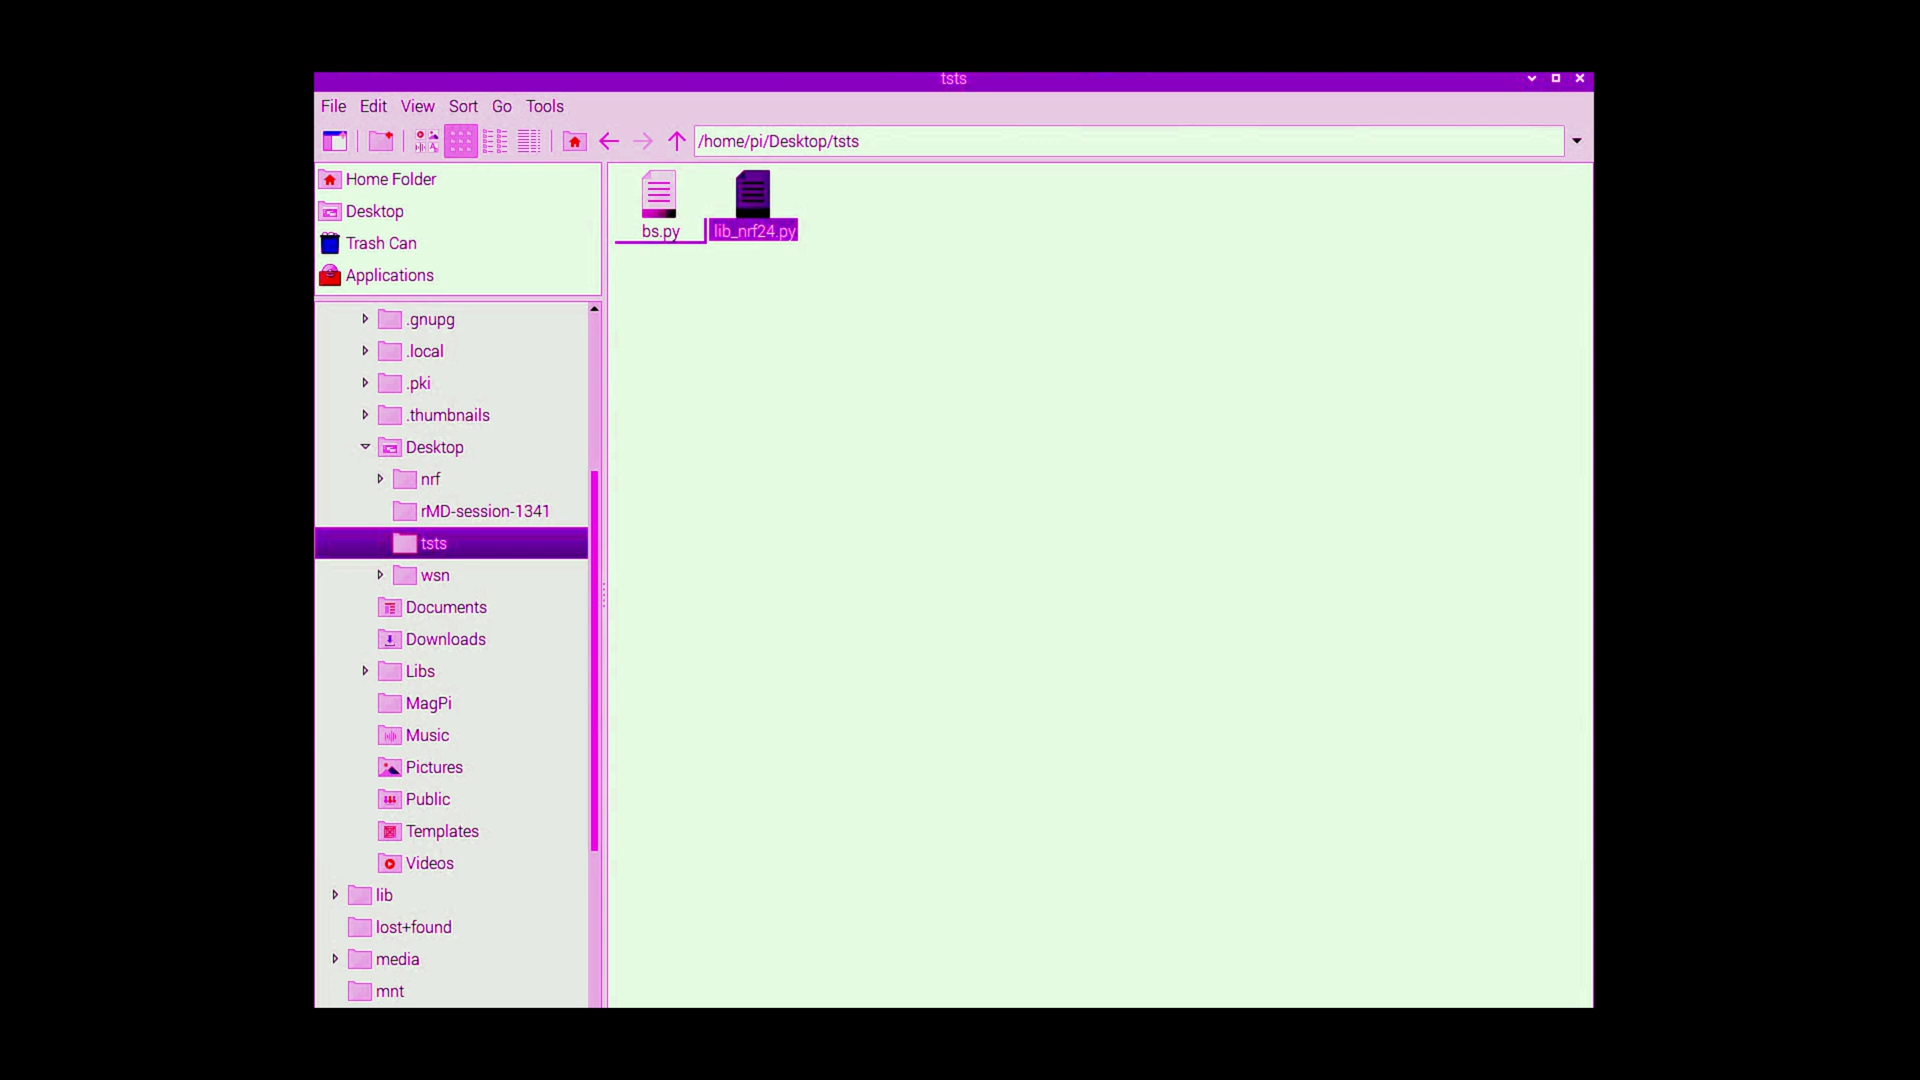 tsts
File Edit View Sort Go Tools
/home/pi/Desktop/tsts
Home Folder
Desktop
Trash Can
Applications
.gnupg
.local
.pki
.thumbnails
Desktop
nrf
rMD-session-1341
tsts
wsn
Documents
Downloads
Libs
MagPi
Music
Pictures
Public
Templates
Videos
lib
lost+found
media
mnt
bs.py lib_nrf24.py